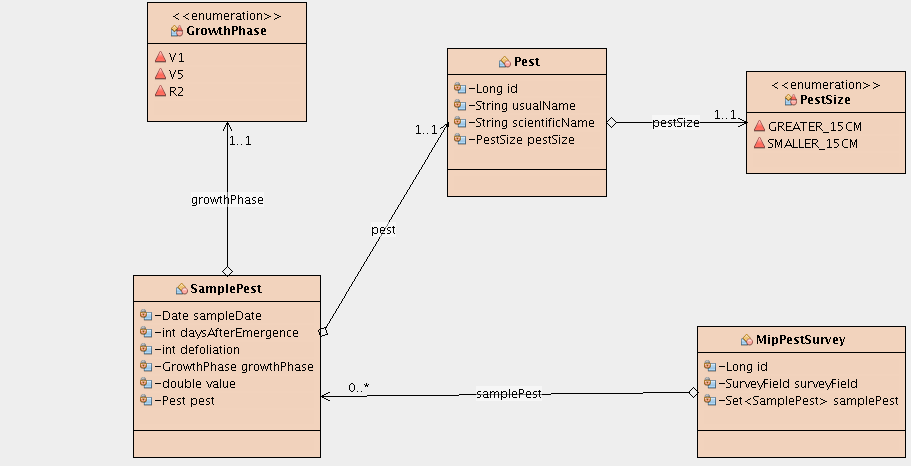 <<enumeration>>
GrowthPhase
V1
V5
R2
1..1
growthPhase
Pest
-Long id
-String usualName
-String scientificName
-PestSize pestSize
1..1
pest
<<enumeration>>
PestSize
GREATER_15CM
SMALLER_15CM
1..1
pestSize
SamplePest
-Date sampleDate
-int daysAfterEmergence
-int defoliation
-GrowthPhase growthPhase
-double value
-Pest pest
0..*
samplePest
MipPestSurvey
-Long id
-SurveyField surveyField
-Set<SamplePest> samplePest